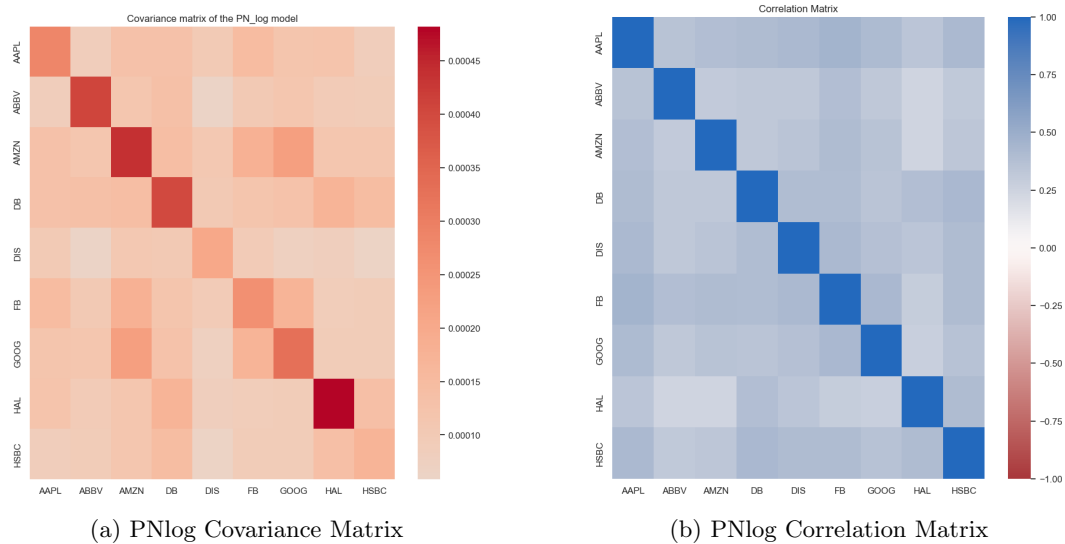 Covariance matrix of the PN_log model
AAPL
ABBV
AMZN
DB
DIS
FB
GOOG
HAL
HSBC
AAPL ABBV AMZN DB DIS FB GOOG HAL HSBC
0.00045
0.00040
0.00035
0.00030
0.00025
0.00020
0.00015
0.00010
(a) PNlog Covariance Matrix
Correlation Matrix
AAPL
ABBV
AMZN
DB
DIS
FB
GOOG
HAL
HSBC
AAPL ABBV AMZN DB DIS FB GOOG HAL HSBC
1.00
0.75
0.50
0.25
0.00
−0.25
−0.50
−0.75
−1.00
(b) PNlog Correlation Matrix